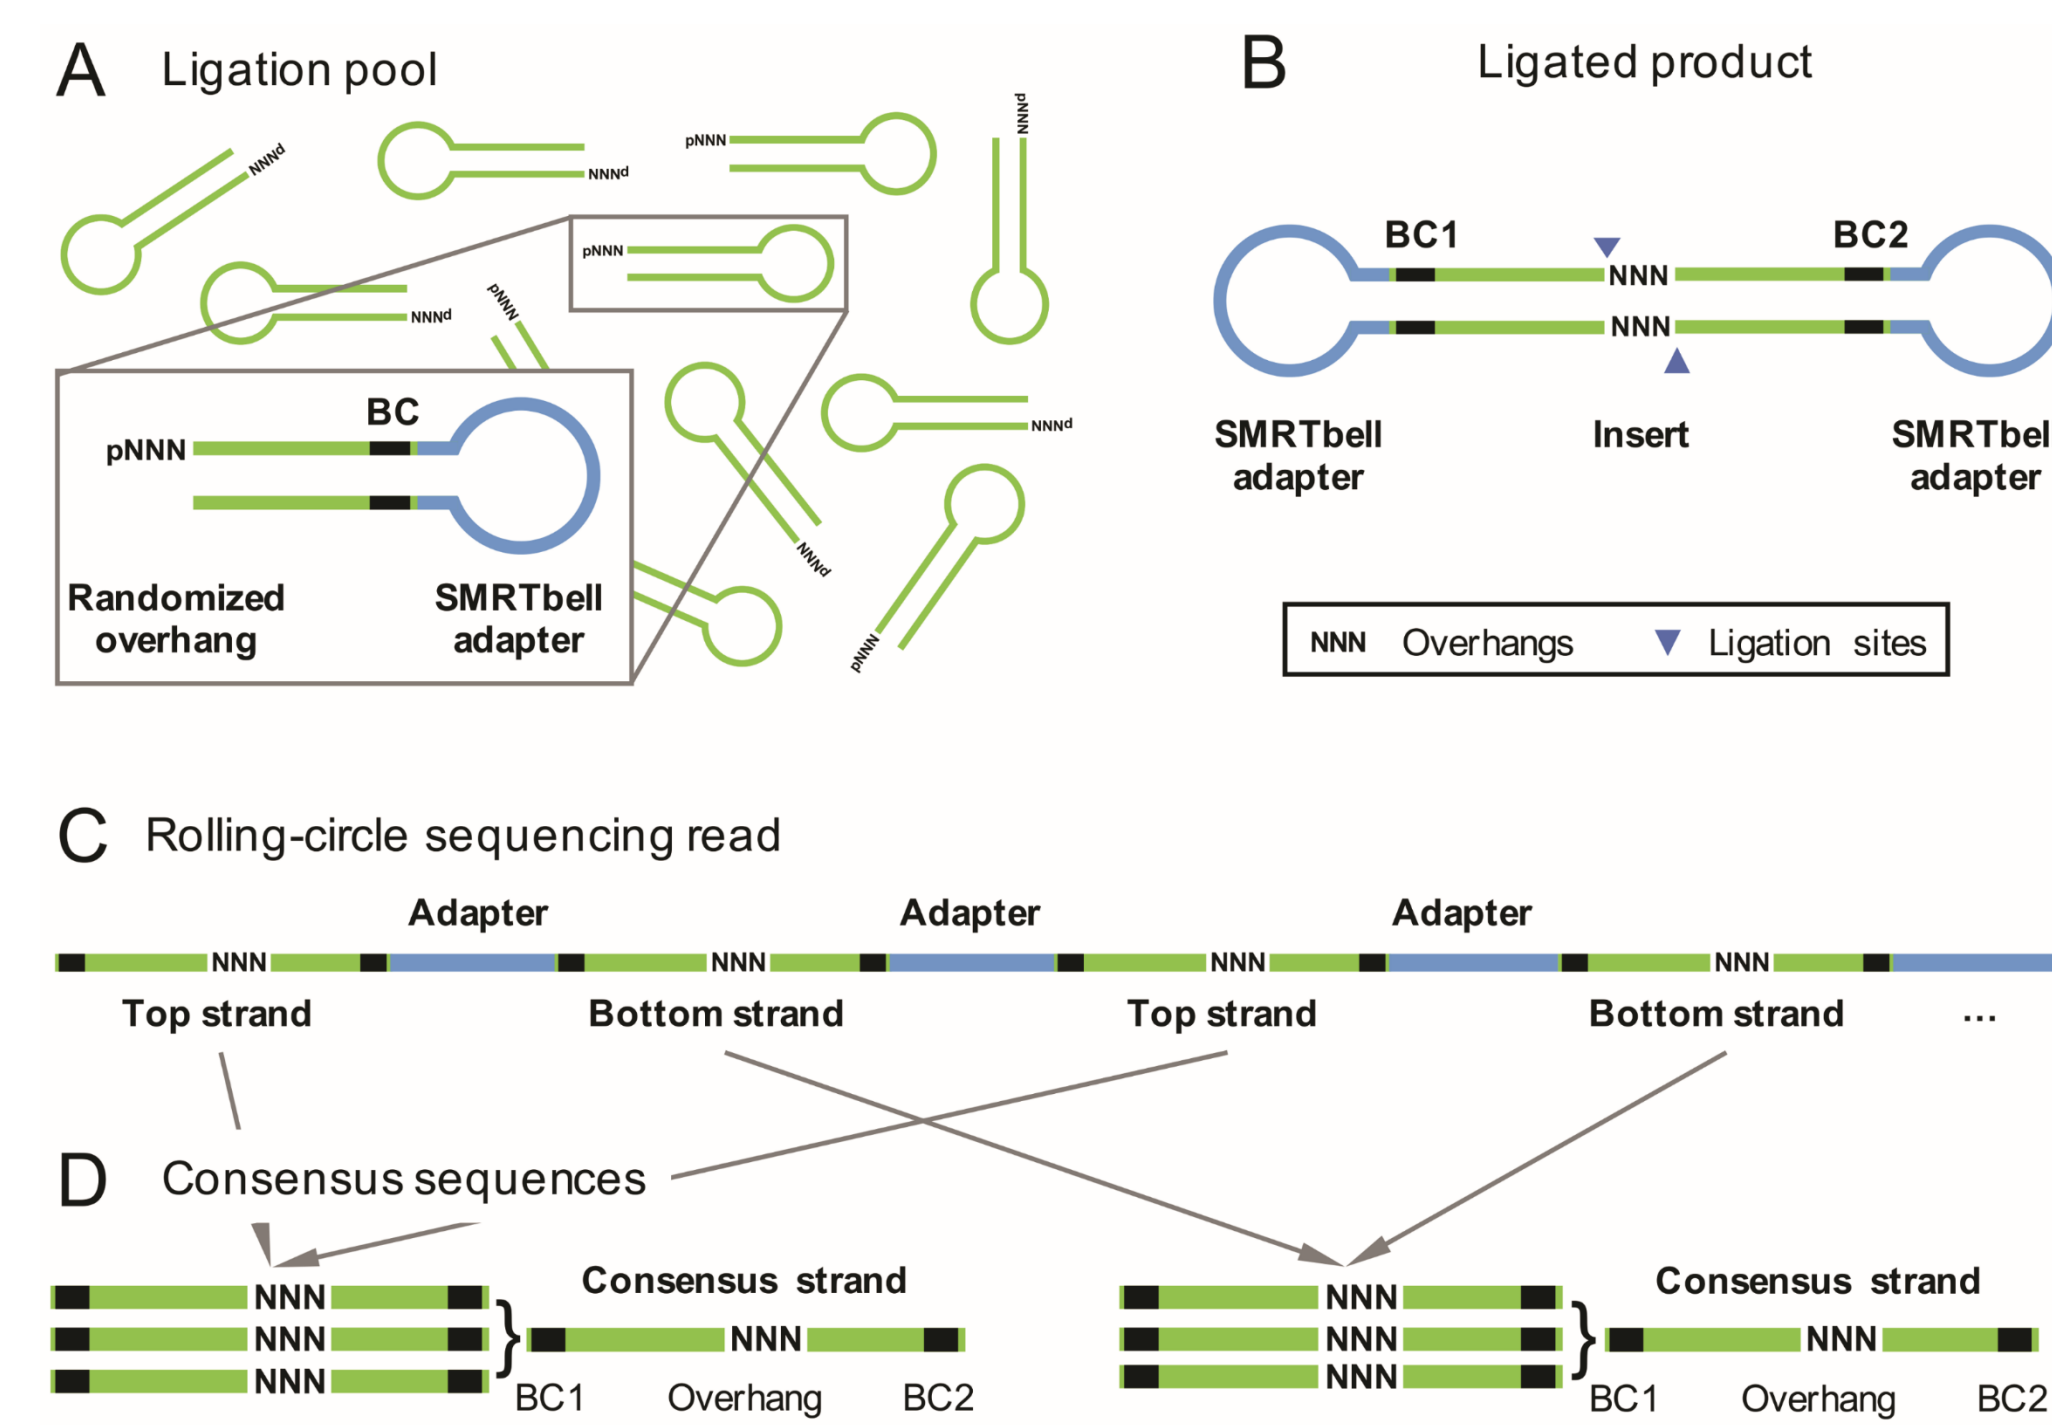 A Ligation pool
NNNd
NNNd
pNNN
pNNN
pNNN
NNNd
pNNN
NNNd
NNNd
pNNN
BC
pNNN
Randomized
overhang
SMRTbell
adapter
B Ligated product
BC1
BC2
NNN
NNN
SMRTbell
adapter
Insert
SMRTbel
adapter
NNN Overhangs
Ligation sites
C Rolling-circle sequencing read
Adapter Adapter Adapter
NNN NNN NNN NNN
Top strand Bottom strand Top strand Bottom strand ...
D Consensus sequences
NNN
NNN
NNN
}
Consensus strand
NNN
BC1 Overhang BC2
NNN
NNN
NNN
}
Consensus strand
NNN
BC1 Overhang BC2